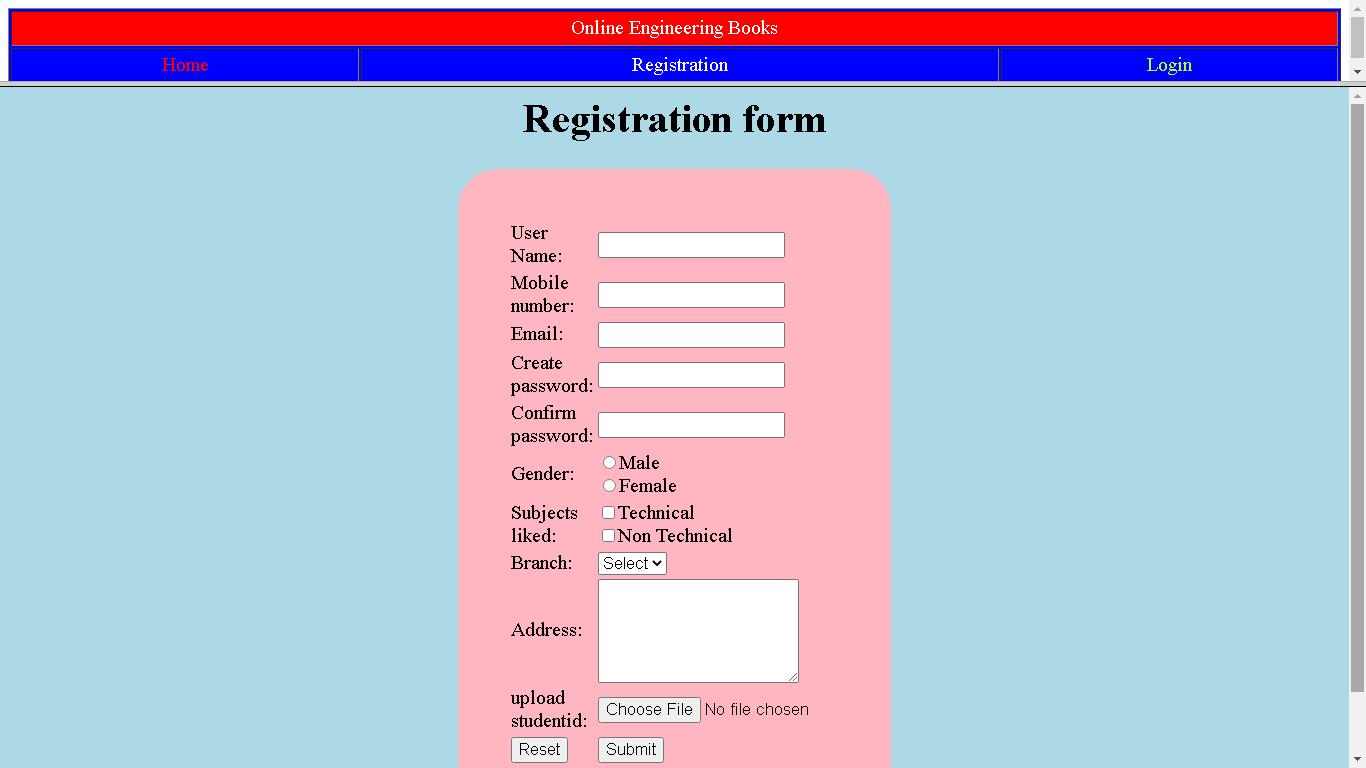 Online Engineering Books
Home Registration Login
Registration form
User
Name:
Mobile
number:
Email:
Create
password:
Confirm
password:
Gender:
Male
Female
Subjects
liked:
Technical
Non Technical
Branch: Select
Address:
upload
studentid:
Choose File No file chosen
Reset Submit